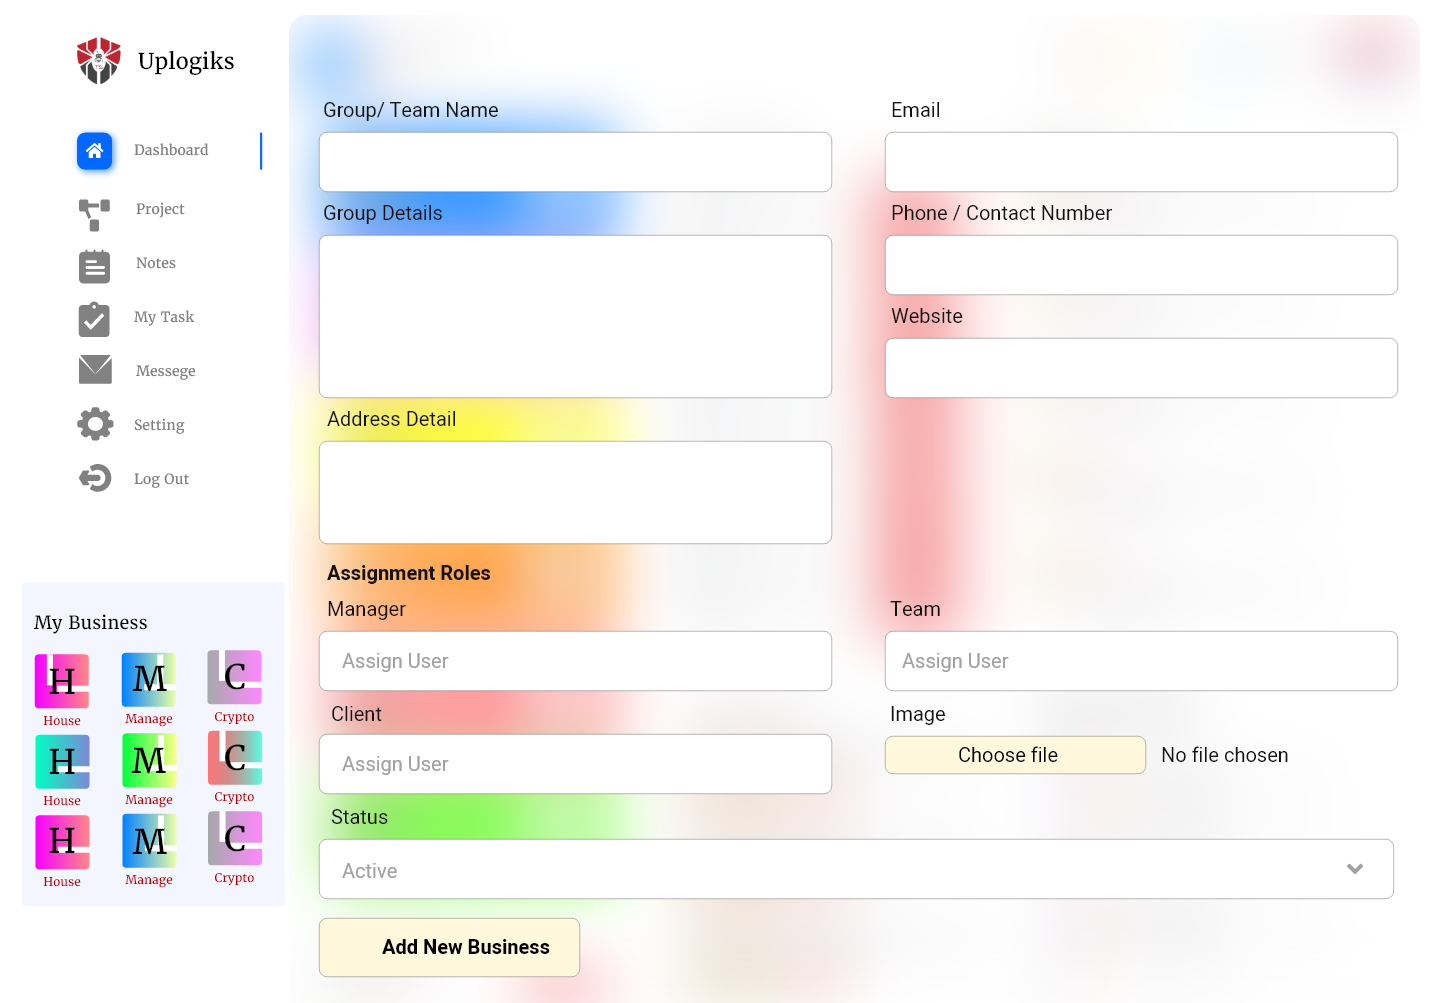 Uplogiks
Dashboard
Project
Notes
My Task
Messege
Setting
Log Out
My Business
H M C
House Manage Crypto
H M C
House Manage Crypto
H M C
House Manage Crypto
Group/ Team Name
Group Details
Address Detail
Email
Phone / Contact Number
Website
Assignment Roles
Manager
Assign User
Team
Assign User
Client
Assign User
Image
Choose file No file chosen
Status
Active
Add New Business